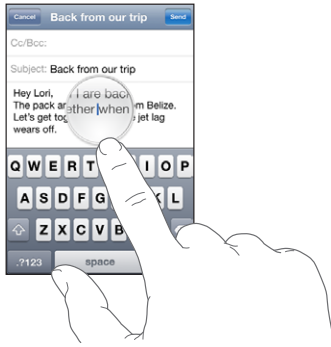 Cancel Back from our trip Send
Cc/Bcc:
Subject: Back from our trip
Hey Lori, I are back
The pack ar ether when m Belize.
Let's get tog e jet lag
wears off.
Q W E R T I O P
A S D F G K L
Z X C V B
.?123 space